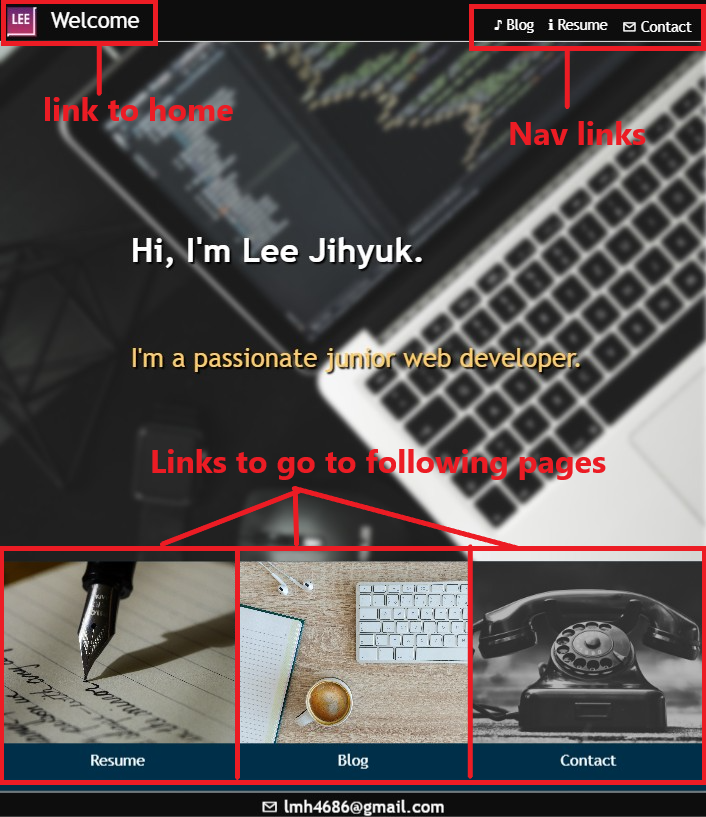 LEE Welcome
♪ Blog ℹ Resume ✉ Contact
link to home
Nav links
Hi, I'm Lee Jihyuk.
I'm a passionate junior web developer.
Links to go to following pages
Resume
Blog
Contact
✉ lmh4686@gmail.com